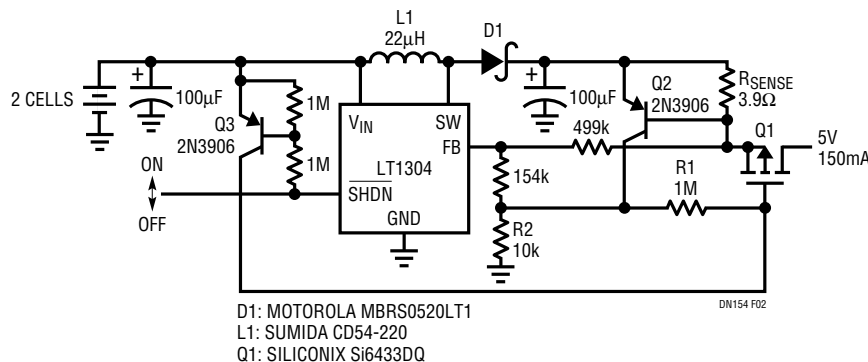 L1
22µH
D1
2 CELLS
+
100µF
1M
Q3
2N3906
1M
VIN
SW
LT1304
FB
SHDN
GND
ON
OFF
+
100µF
Q2
2N3906
RSENSE
3.9Ω
499k
Q1
5V
150mA
154k
R1
1M
R2
10k
DN154 F02
D1: MOTOROLA MBRS0520LT1
L1: SUMIDA CD54-220
Q1: SILICONIX Si6433DQ